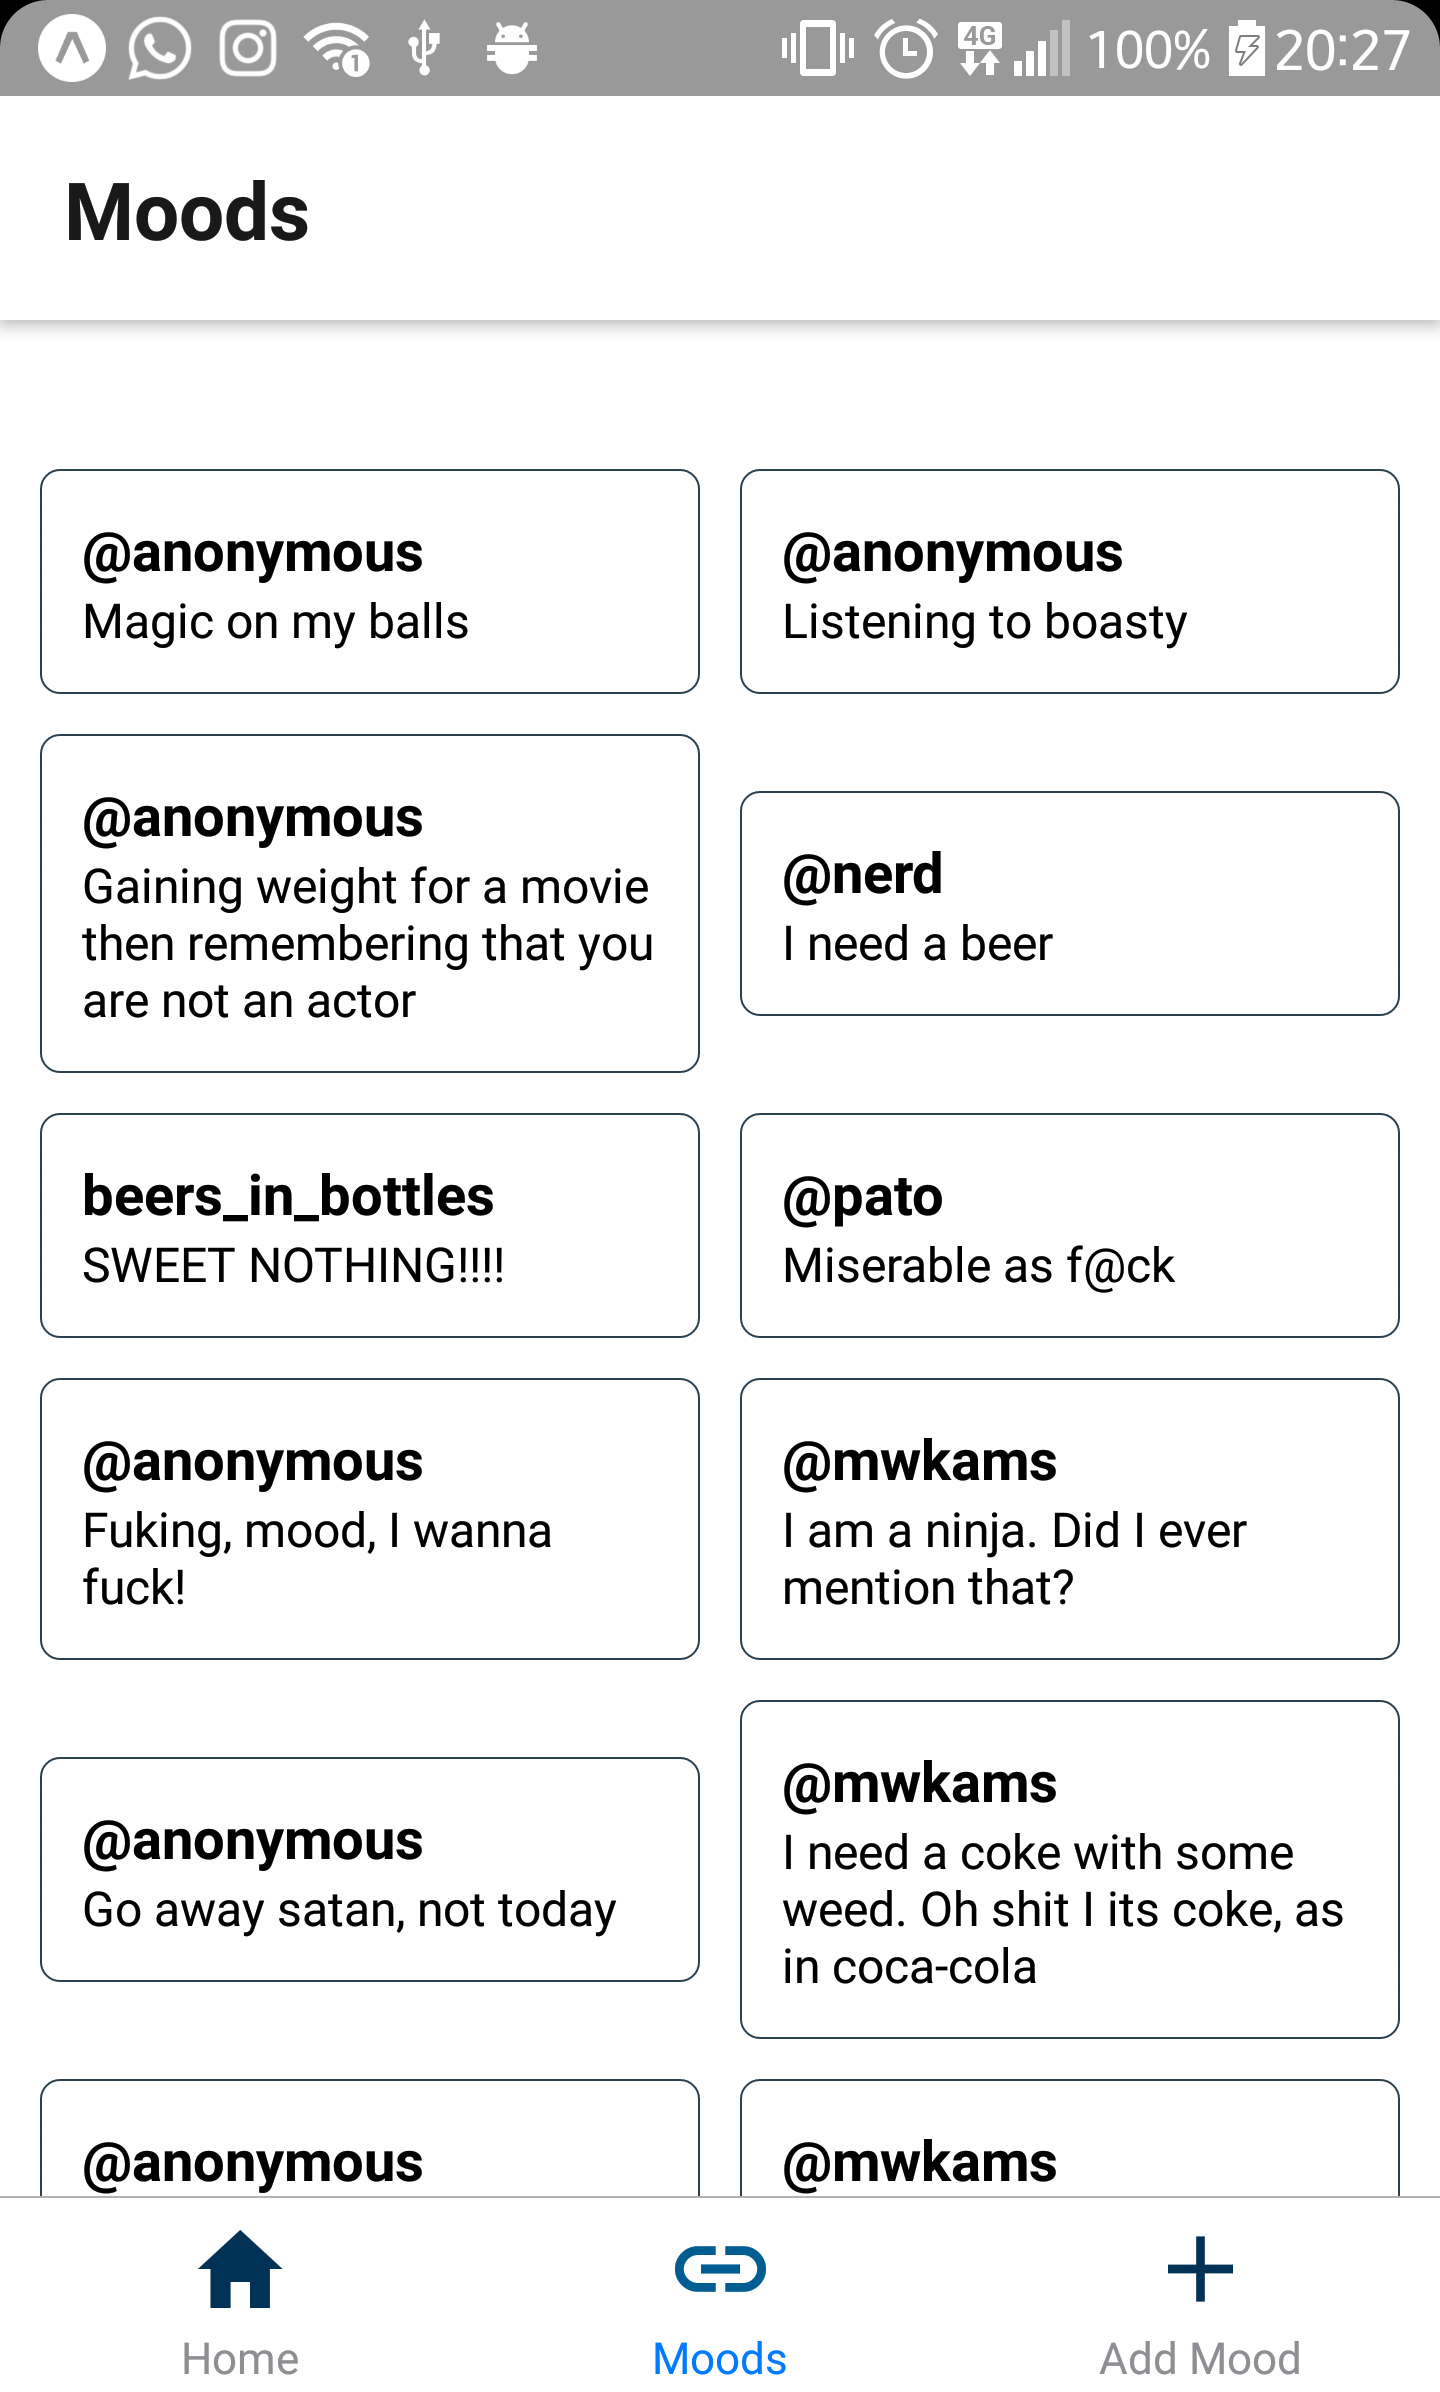 4G 100% 20:27
1
Moods
@anonymous
Magic on my balls
@anonymous
Listening to boasty
@anonymous
Gaining weight for a movie
then remembering that you
are not an actor
@nerd
I need a beer
beers_in_bottles
SWEET NOTHING!!!!
@pato
Miserable as f@ck
@anonymous
Fuking, mood, I wanna
fuck!
@mwkams
I am a ninja. Did I ever
mention that?
@anonymous
Go away satan, not today
@mwkams
I need a coke with some
weed. Oh shit I its coke, as
in coca-cola
@anonymous
@mwkams
Home
Moods
Add Mood